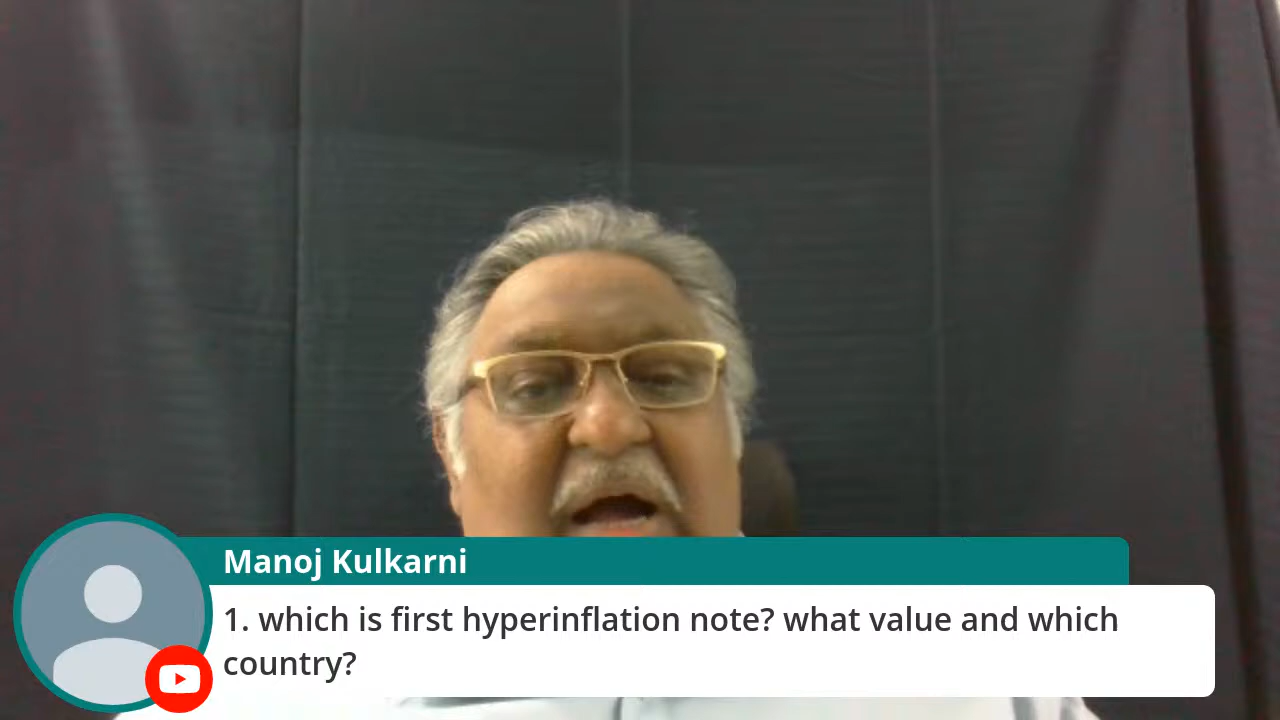 Manoj Kulkarni
1. which is first hyperinflation note? what value and which
country?